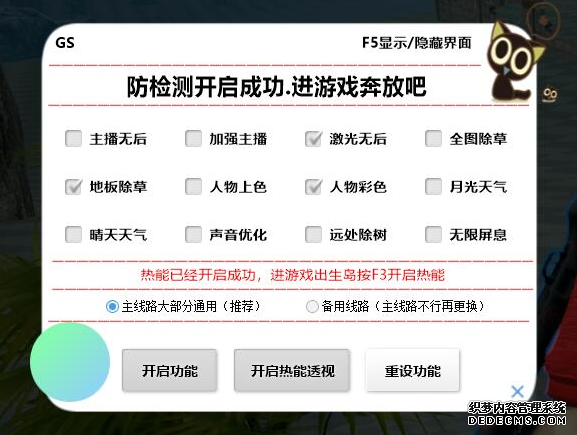 GS F5显示/隐藏界面
防检测开启成功.进游戏奔放吧
主播无后 加强主播 激光无后 全图除草
地板除草 人物上色 人物彩色 月光天气
晴天天气 声音优化 远处除树 无限屏息
热能已经开启成功，进游戏出生岛按F3开启热能
主线路大部分通用（推荐） 备用线路（主线路不行再更换）
开启功能 开启热能透视 重设功能
织梦内容管理系统
DEDECMS.COM